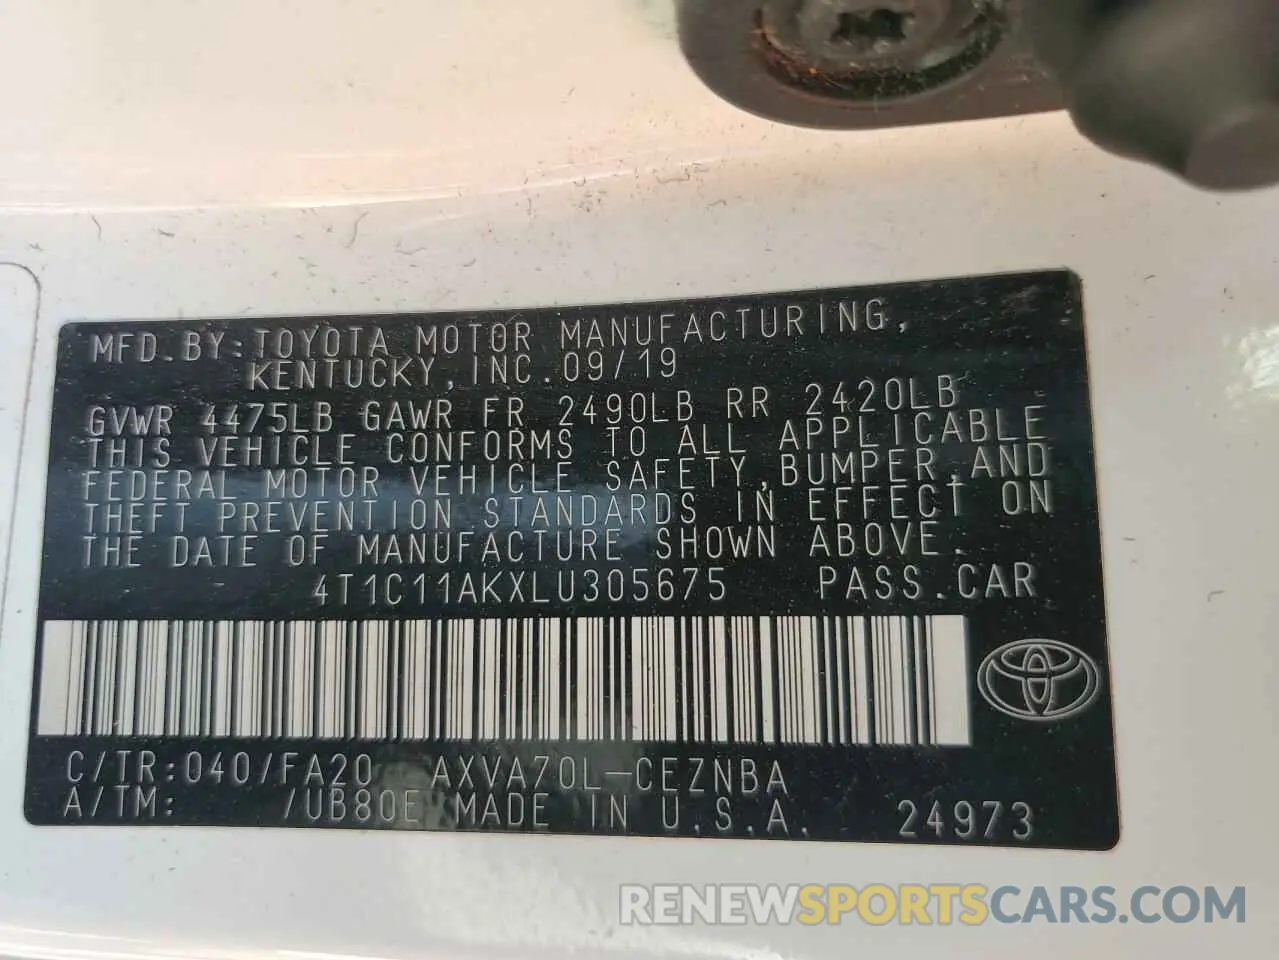 MFD.BY:TOYOTA MOTOR MANUFACTURING,
KENTUCKY,INC.09/19
GVWR 4475LB GAWR FR 2490LB RR 2420LB
THIS VEHICLE CONFORMS TO ALL APPLICABLE
FEDERAL MOTOR VEHICLE SAFETY,BUMPER,AND
THEFT PREVENTION STANDARDS IN EFFECT ON
THE DATE OF MANUFACTURE SHOWN ABOVE.
4T1C11AKXLU305675 PASS.CAR
C/TR:040/FA20 AXVA70L-CEZNBA
A/TM: /UB80E MADE IN U.S.A. 24973
RENEWSPORTSCARS.COM